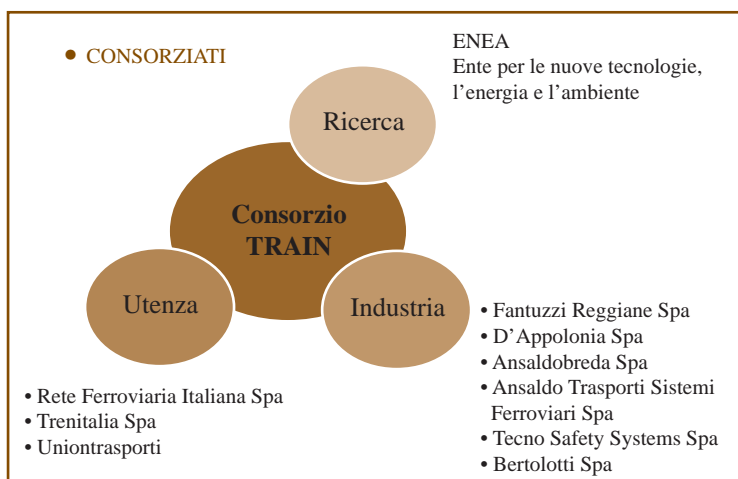 • CONSORZIATI
ENEA
Ente per le nuove tecnologie,
l'energia e l'ambiente
Ricerca
Consorzio
TRAIN
Utenza
Industria
• Rete Ferroviaria Italiana Spa
• Trenitalia Spa
• Uniontrasporti
• Fantuzzi Reggiane Spa
• D'Appolonia Spa
• Ansaldobreda Spa
• Ansaldo Trasporti Sistemi
Ferroviari Spa
• Tecno Safety Systems Spa
• Bertolotti Spa